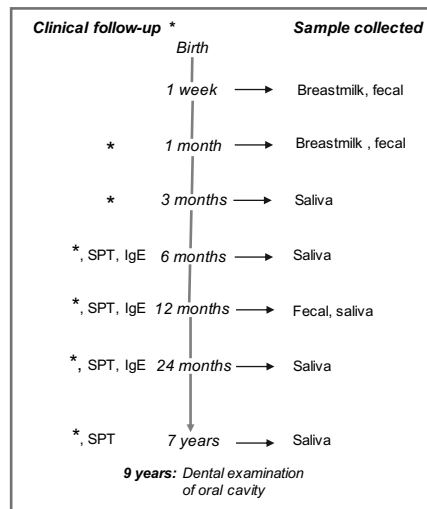 Clinical follow-up * Sample collected
Birth
1 week Breastmilk, fecal
* 1 month Breastmilk , fecal
* 3 months Saliva
*, SPT, IgE 6 months Saliva
*, SPT, IgE 12 months Fecal, saliva
*, SPT, IgE 24 months Saliva
*, SPT 7 years Saliva
9 years: Dental examination
of oral cavity